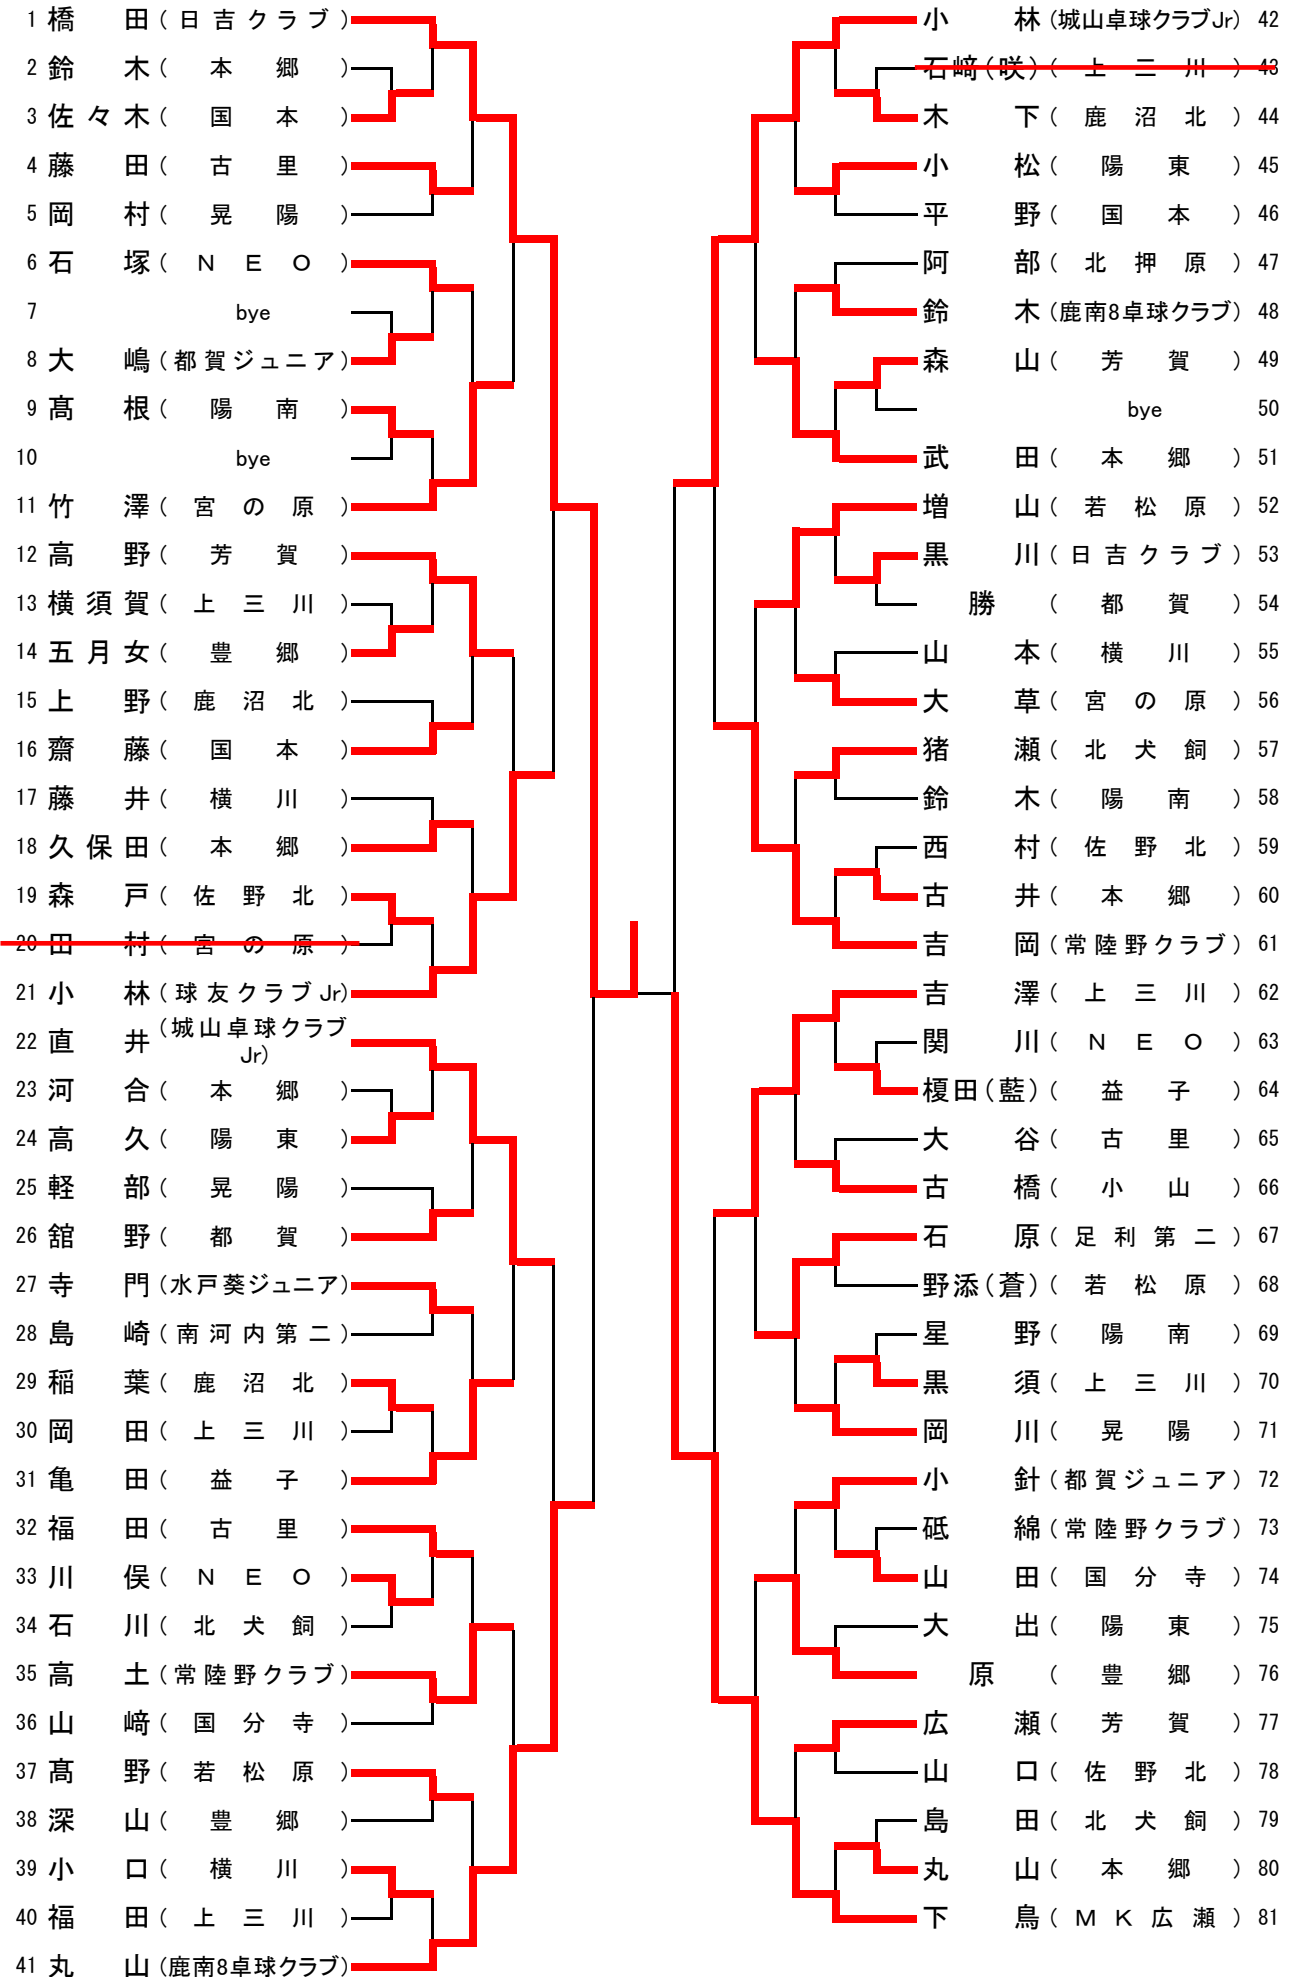 1 橋田(日吉クラブ)
2 鈴木(本郷)
3 佐々木(国本)
4 藤田(古里)
5 岡村(晃陽)
6 石塚(ＮＥＯ)
7 bye
8 大嶋(都賀ジュニア)
9 髙根(陽南)
10 bye
11 竹澤(宮の原)
12 高野(芳賀)
13 横須賀(上三川)
14 五月女(豊郷)
15 上野(鹿沼北)
16 齋藤(国本)
17 藤井(横川)
18 久保田(本郷)
19 森戸(佐野北)
20 田村(宮の原)
21 小林(球友クラブJr)
22 直井(城山卓球クラブ
Jr)
23 河合(本郷)
24 高久(陽東)
25 軽部(晃陽)
26 舘野(都賀)
27 寺門(水戸葵ジュニア)
28 島崎(南河内第二)
29 稲葉(鹿沼北)
30 岡田(上三川)
31 亀田(益子)
32 福田(古里)
33 川俣(ＮＥＯ)
34 石川(北犬飼)
35 高土(常陸野クラブ)
36 山﨑(国分寺)
37 髙野(若松原)
38 深山(豊郷)
39 小口(横川)
40 福田(上三川)
41 丸山(鹿南8卓球クラブ)
小林(城山卓球クラブJr) 42
石﨑(咲)(上三川) 43
木下(鹿沼北) 44
小松(陽東) 45
平野(国本) 46
阿部(北押原) 47
鈴木(鹿南8卓球クラブ) 48
森山(芳賀) 49
bye 50
武田(本郷) 51
増山(若松原) 52
黒川(日吉クラブ) 53
勝(都賀) 54
山本(横川) 55
大草(宮の原) 56
猪瀬(北犬飼) 57
鈴木(陽南) 58
西村(佐野北) 59
古井(本郷) 60
吉岡(常陸野クラブ) 61
吉澤(上三川) 62
関川(ＮＥＯ) 63
榎田(藍)(益子) 64
大谷(古里) 65
古橋(小山) 66
石原(足利第二) 67
野添(蒼)(若松原) 68
星野(陽南) 69
黒須(上三川) 70
岡川(晃陽) 71
小針(都賀ジュニア) 72
砥綿(常陸野クラブ) 73
山田(国分寺) 74
大出(陽東) 75
原(豊郷) 76
広瀬(芳賀) 77
山口(佐野北) 78
島田(北犬飼) 79
丸山(本郷) 80
下鳥(ＭＫ広瀬) 81